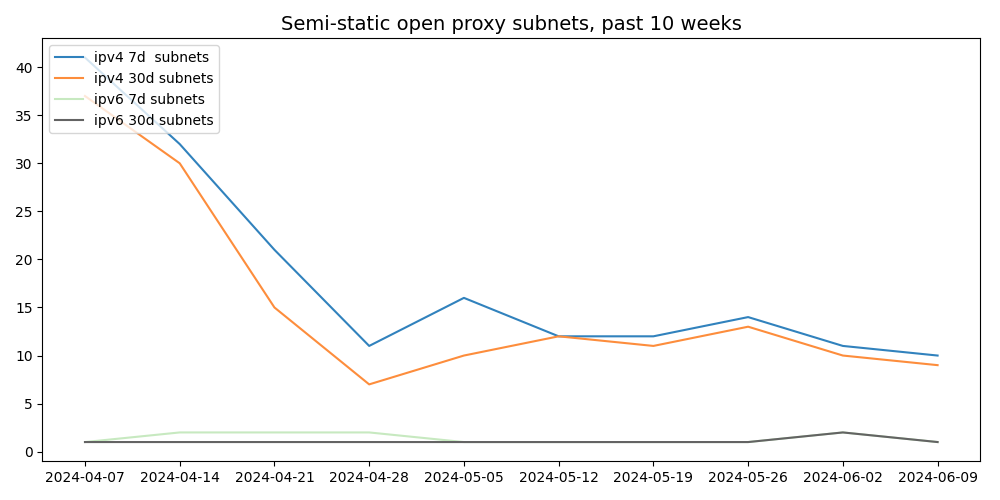 Semi-static open proxy subnets, past 10 weeks
ipv4 7d  subnets
ipv4 30d subnets
ipv6 7d subnets
ipv6 30d subnets
40
35
30
25
20
15
10
5
0
2024-04-07 2024-04-14 2024-04-21 2024-04-28 2024-05-05 2024-05-12 2024-05-19 2024-05-26 2024-06-02 2024-06-09